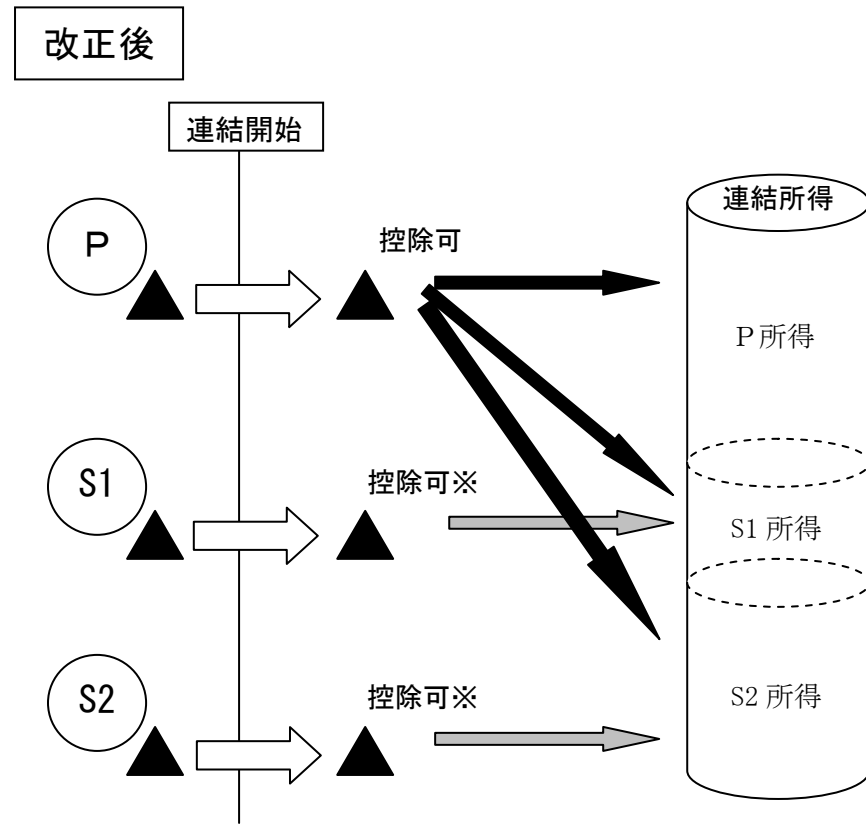 改正後
連結開始
連結所得
P
控除可
P所得
S1
控除可※
S1 所得
S2
控除可※
S2 所得